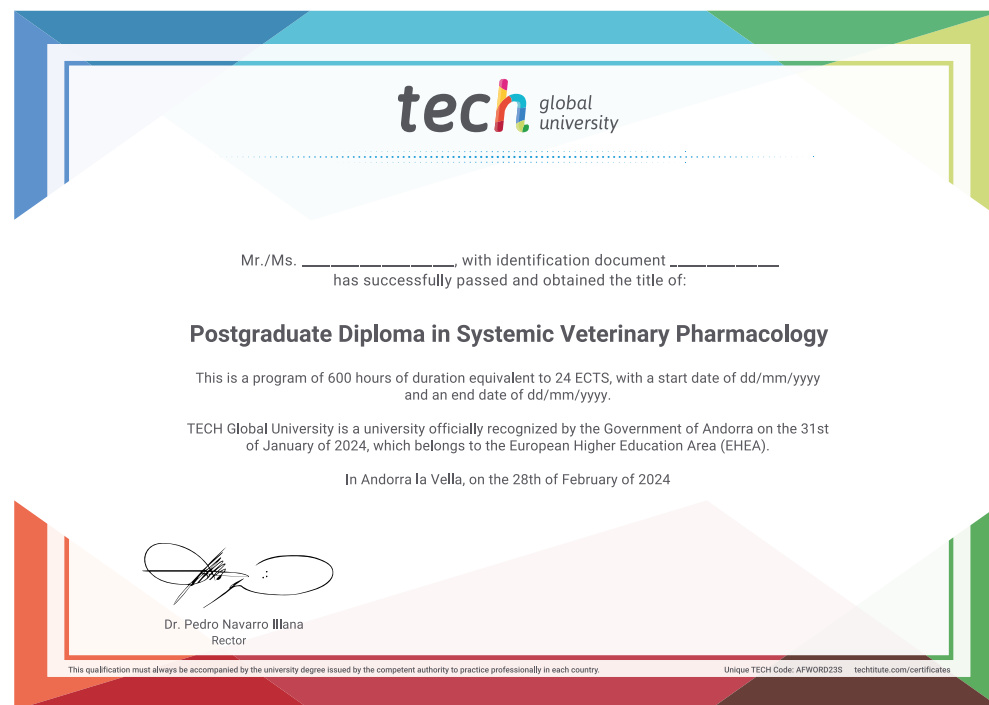 tech global
university
Mr./Ms. ____________________, with identification document ______________
has successfully passed and obtained the title of:
Postgraduate Diploma in Systemic Veterinary Pharmacology
This is a program of 600 hours of duration equivalent to 24 ECTS, with a start date of dd/mm/yyyy
and an end date of dd/mm/yyyy.
TECH Global University is a university officially recognized by the Government of Andorra on the 31st
of January of 2024, which belongs to the European Higher Education Area (EHEA).
In Andorra la Vella, on the 28th of February of 2024
Dr. Pedro Navarro Illana
Rector
This qualification must always be accompanied by the university degree issued by the competent authority to practice professionally in each country.
Unique TECH Code: AFWORD23S techtitute.com/certificates